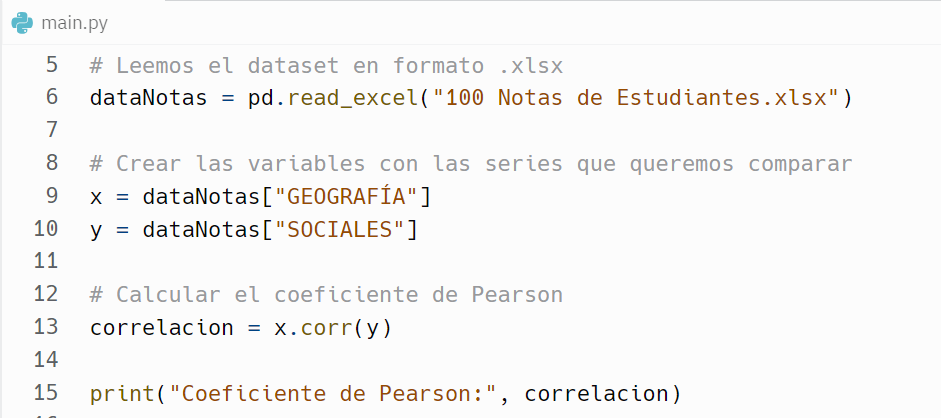 main.py
5 # Leemos el dataset en formato .xlsx
6 dataNotas = pd.read_excel("100 Notas de Estudiantes.xlsx")
7
8 # Crear las variables con las series que queremos comparar
9 x = dataNotas["GEOGRAFÍA"]
10 y = dataNotas["SOCIALES"]
11
12 # Calcular el coeficiente de Pearson
13 correlacion = x.corr(y)
14
15 print("Coeficiente de Pearson:", correlacion)